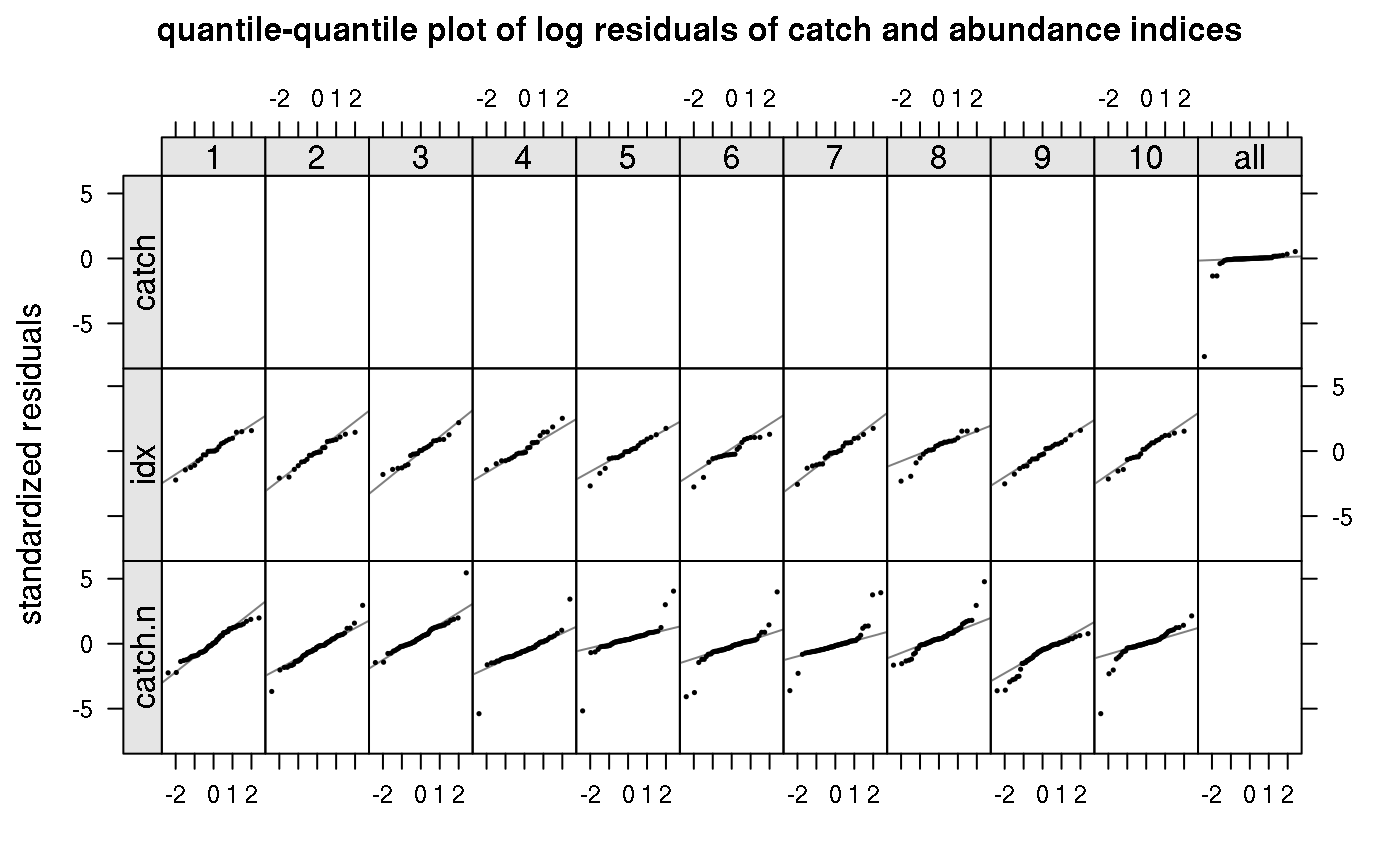 quantile-quantile plot of log residuals of catch and abundance indices
-2 0 1 2 -2 0 1 2 -2 0 1 2 -2 0 1 2 -2 0 1 2
1 2 3 4 5 6 7 8 9 10 all
5
0
-5
catch
5
0
-5
idx
5
0
-5
catch.n
standardized residuals
-2 0 1 2 -2 0 1 2 -2 0 1 2 -2 0 1 2 -2 0 1 2 -2 0 1 2